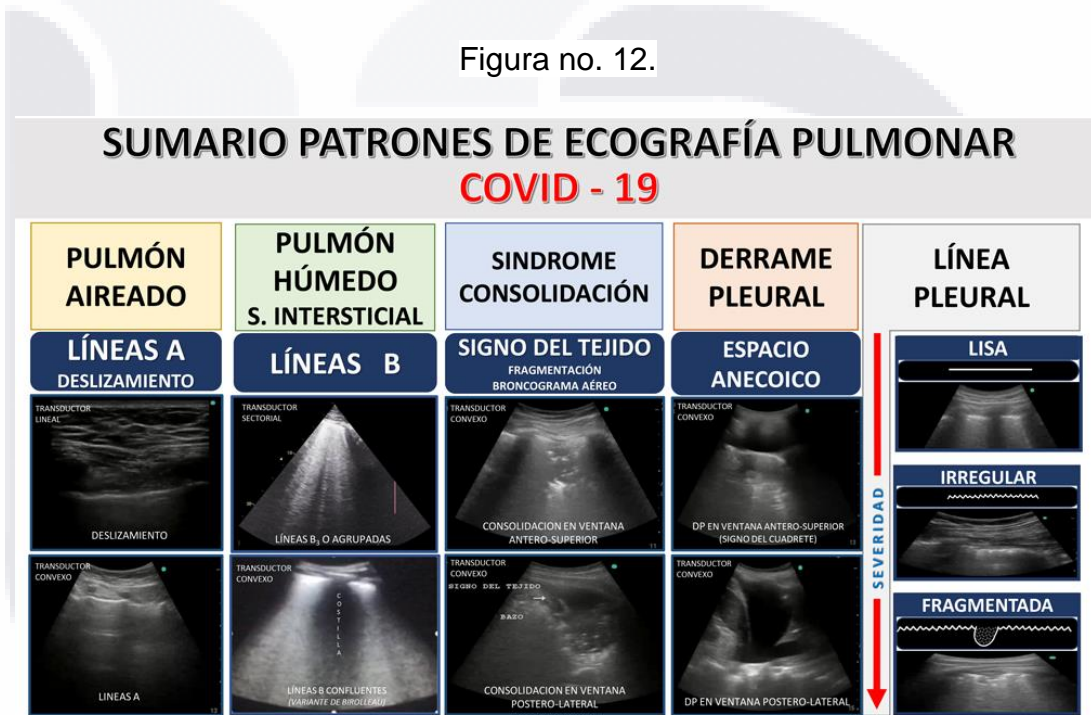 Figura no. 12.
SUMARIO PATRONES DE ECOGRAFÍA PULMONAR
COVID - 19
PULMÓN
AIREADO
LÍNEAS A
DESLIZAMIENTO
TRANSDUCTOR
LINEAL
DESLIZAMIENTO
TRANSDUCTOR
CONVEXO
LINEAS A
PULMÓN
HÚMEDO
S. INTERSTICIAL
LÍNEAS B
TRANSDUCTOR
SECTORIAL
LÍNEAS B₃ O AGRUPADAS
TRANSDUCTOR
CONVEXO
COSTILLA
LÍNEAS B CONFLUENTES
(VARIANTE DE BIROLLEAU)
SINDROME
CONSOLIDACIÓN
SIGNO DEL TEJIDO
FRAGMENTACIÓN
BRONCOGRAMA AÉREO
TRANSDUCTOR
CONVEXO
CONSOLIDACION EN VENTANA
ANTERO-SUPERIOR
TRANSDUCTOR
CONVEXO
SIGNO DEL TEJIDO
BAZO
CONSOLIDACION EN VENTANA
POSTERO-LATERAL
DERRAME
PLEURAL
ESPACIO
ANECOICO
TRANSDUCTOR
CONVEXO
DP EN VENTANA ANTERO-SUPERIOR
(SIGNO DEL CUADRETE)
TRANSDUCTOR
CONVEXO
DP EN VENTANA POSTERO-LATERAL
LÍNEA
PLEURAL
SEVERIDAD
LISA
IRREGULAR
FRAGMENTADA